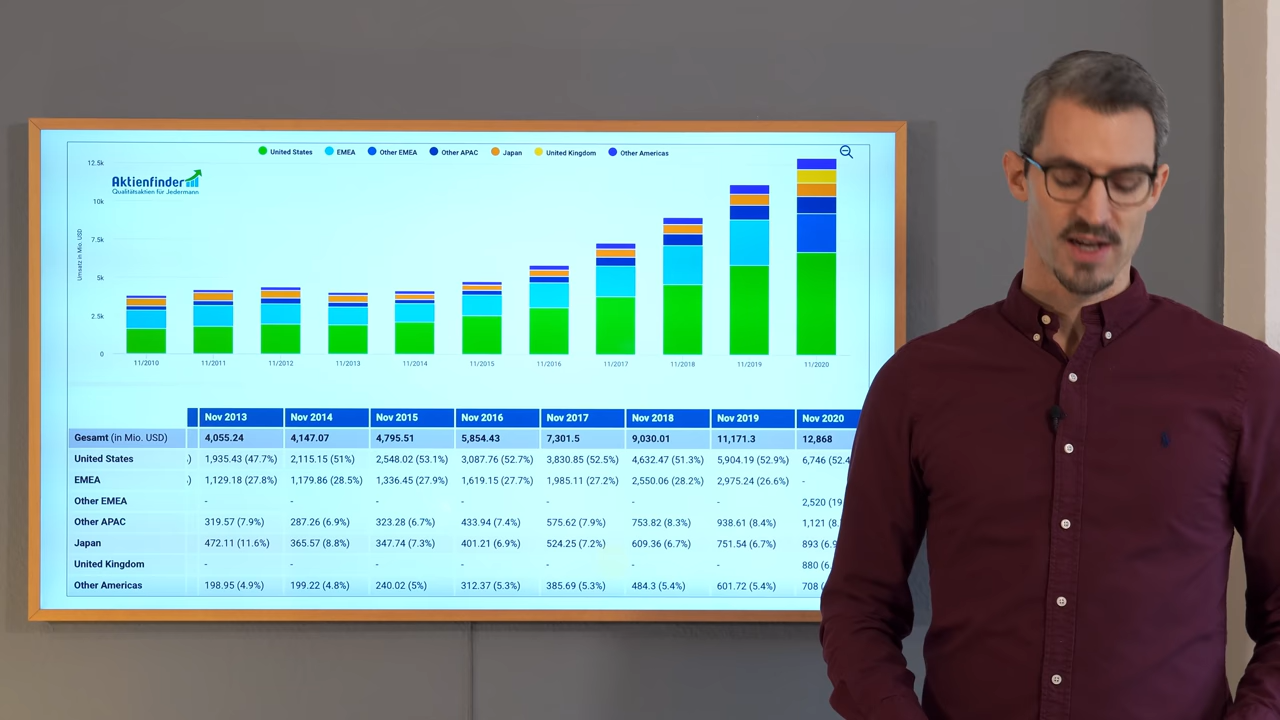 United States EMEA Other EMEA Other APAC Japan United Kingdom Other Americas
Aktienfinder
Qualitätsaktien für Jedermann
Umsatz in Mio. USD
12.5k
10k
7.5k
5k
2.5k
0
11/2010 11/2011 11/2012 11/2013 11/2014 11/2015 11/2016 11/2017 11/2018 11/2019 11/2020
Nov 2013 Nov 2014 Nov 2015 Nov 2016 Nov 2017 Nov 2018 Nov 2019 Nov 2020
Gesamt (in Mio. USD) 4,055.24 4,147.07 4,795.51 5,854.43 7,301.5 9,030.01 11,171.3 12,868
United States ) 1,935.43 (47.7%) 2,115.15 (51%) 2,548.02 (53.1%) 3,087.76 (52.7%) 3,830.85 (52.5%) 4,632.47 (51.3%) 5,904.19 (52.9%) 6,746 (52.4
EMEA ) 1,129.18 (27.8%) 1,179.86 (28.5%) 1,336.45 (27.9%) 1,619.15 (27.7%) 1,985.11 (27.2%) 2,550.06 (28.2%) 2,975.24 (26.6%) -
Other EMEA - - - - - - - 2,520 (19
Other APAC 319.57 (7.9%) 287.26 (6.9%) 323.28 (6.7%) 433.94 (7.4%) 575.62 (7.9%) 753.82 (8.3%) 938.61 (8.4%) 1,121 (8.
Japan 472.11 (11.6%) 365.57 (8.8%) 347.74 (7.3%) 401.21 (6.9%) 524.25 (7.2%) 609.36 (6.7%) 751.54 (6.7%) 893 (6.9
United Kingdom - - - - - - - 880 (6.
Other Americas 198.95 (4.9%) 199.22 (4.8%) 240.02 (5%) 312.37 (5.3%) 385.69 (5.3%) 484.3 (5.4%) 601.72 (5.4%) 708 (